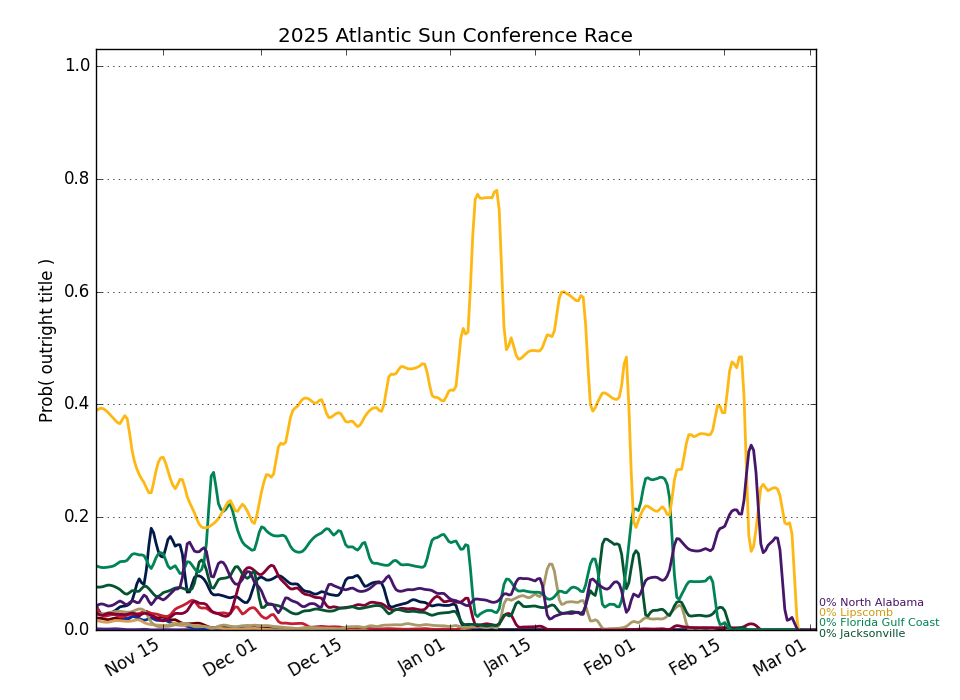 2025 Atlantic Sun Conference Race
Prob( outright title )
1.0
0.8
0.6
0.4
0.2
0.0
Nov 15
Dec 01
Dec 15
Jan 01
Jan 15
Feb 01
Feb 15
Mar 01
0% North Alabama
0% Lipscomb
0% Florida Gulf Coast
0% Jacksonville